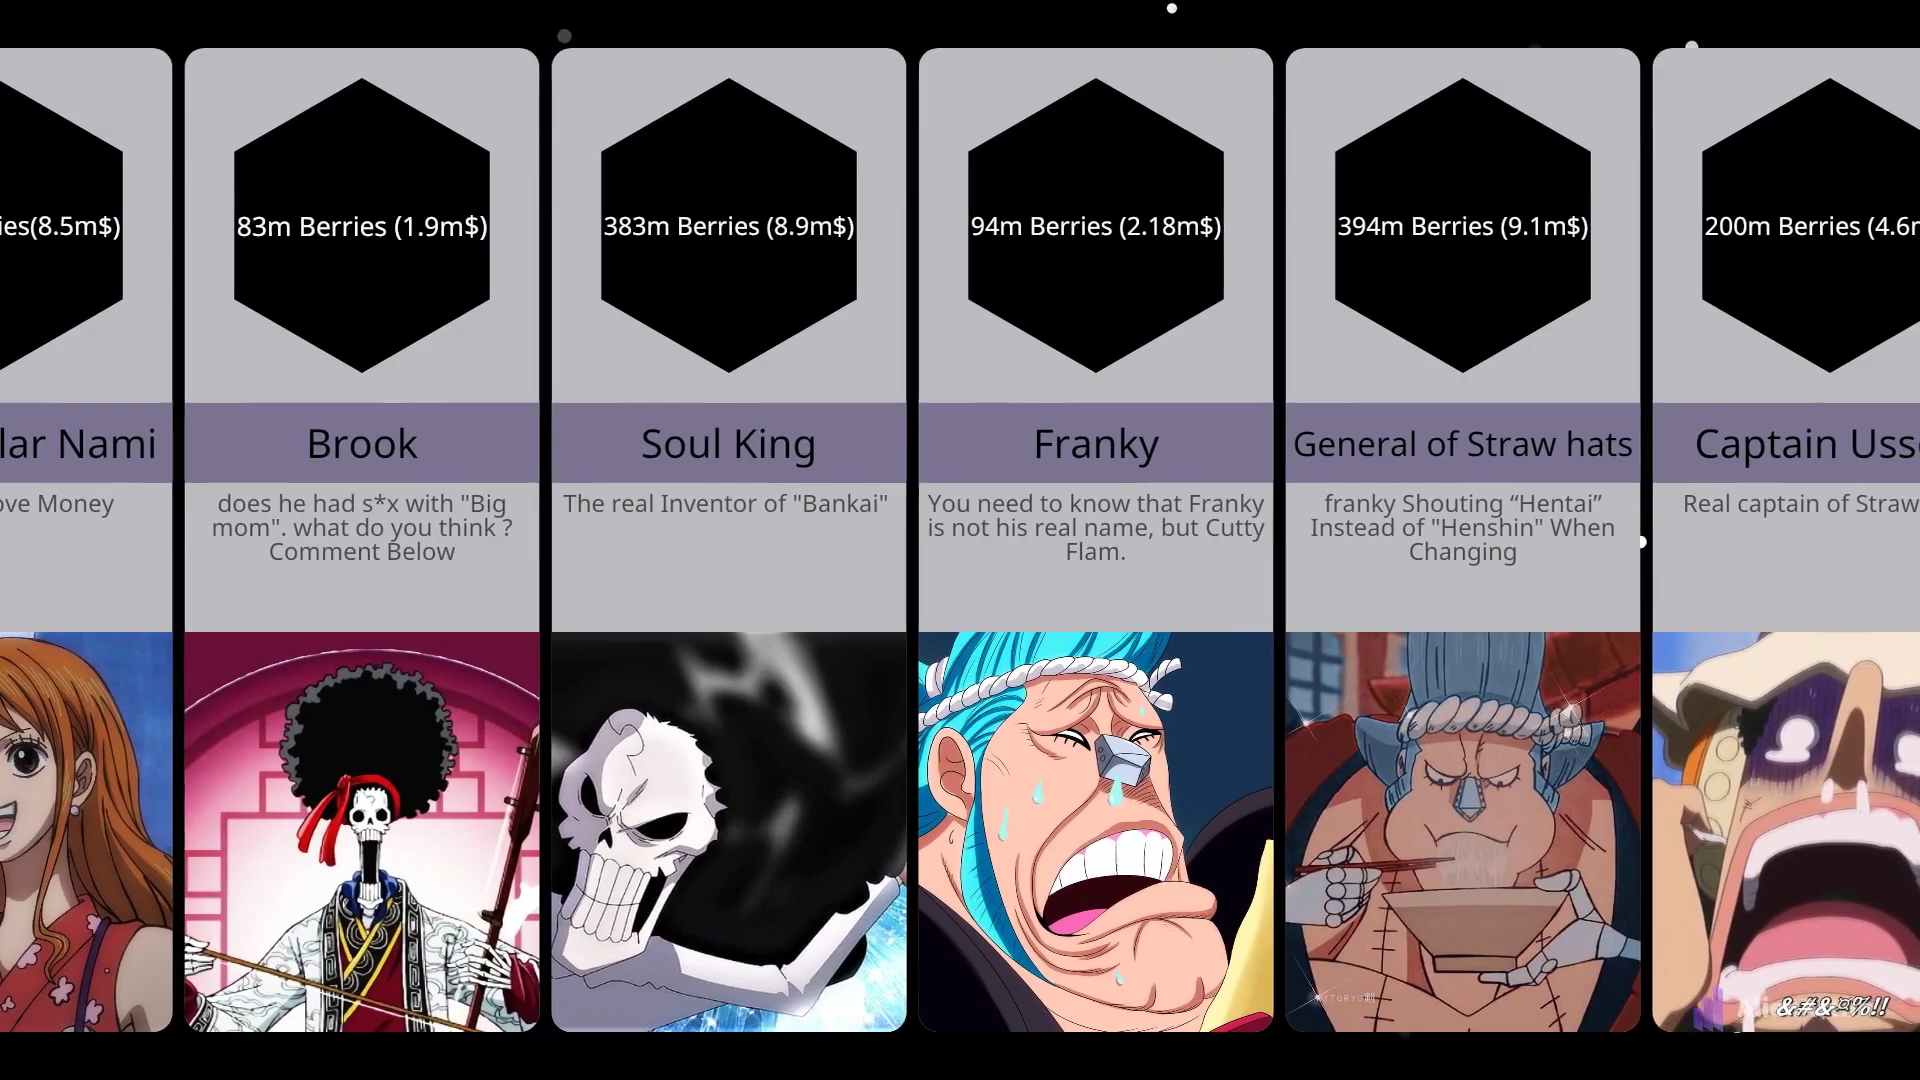 ies(8.5m$)
lar Nami
ove Money
83m Berries (1.9m$)
Brook
does he had s*x with "Big
mom". what do you think ?
Comment Below
383m Berries (8.9m$)
Soul King
The real Inventor of "Bankai"
94m Berries (2.18m$)
Franky
You need to know that Franky
is not his real name, but Cutty
Flam.
394m Berries (9.1m$)
General of Straw hats
franky Shouting “Hentai”
Instead of "Henshin" When
Changing
200m Berries (4.6
Captain Uss
Real captain of Straw
&#&%!!